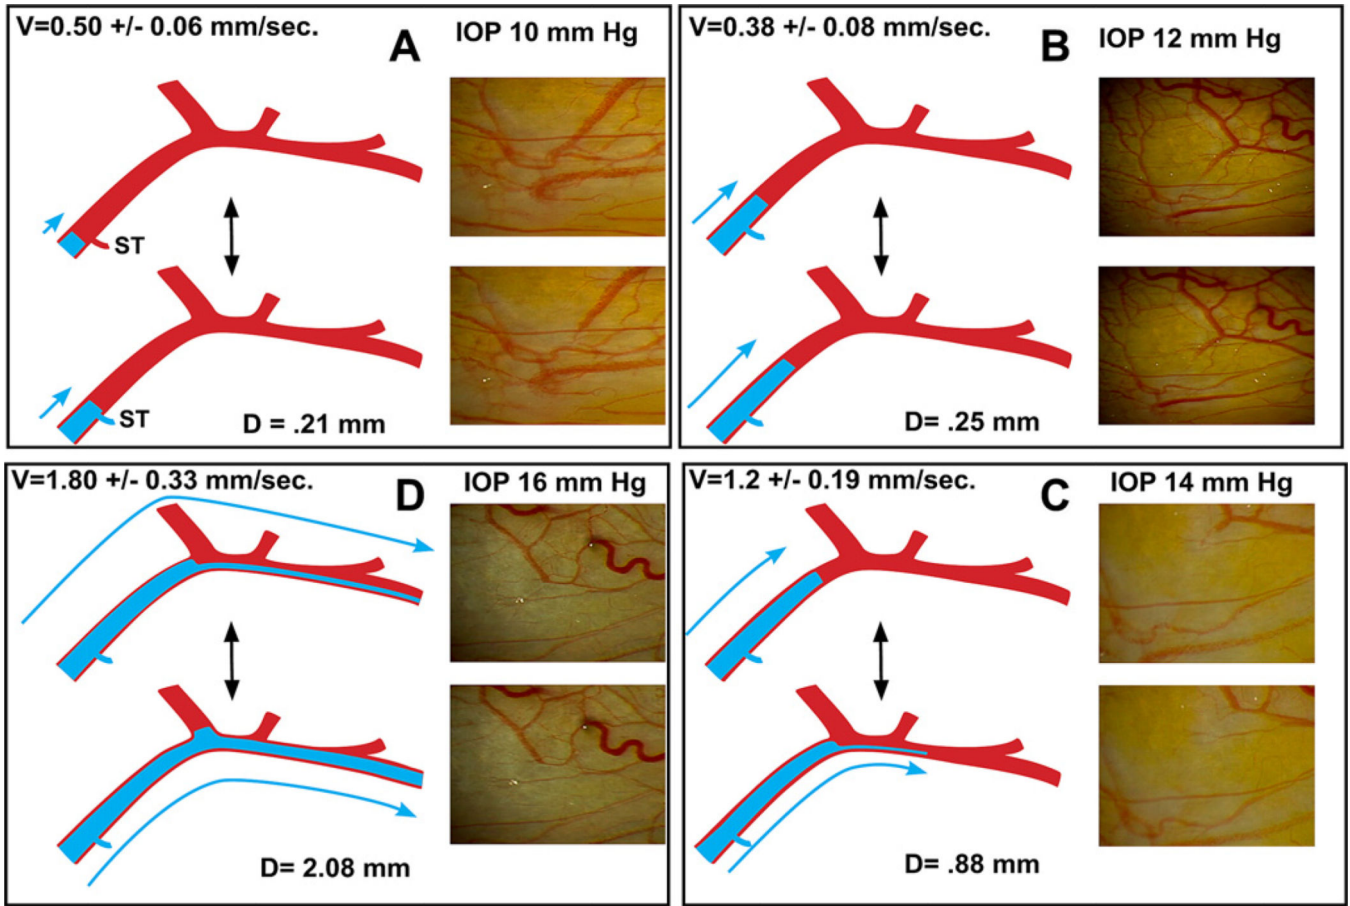 V=0.50 +/- 0.06 mm/sec.
A
IOP 10 mm Hg
ST
ST
D = .21 mm
V=0.38 +/- 0.08 mm/sec.
B
IOP 12 mm Hg
D= .25 mm
V=1.80 +/- 0.33 mm/sec.
D
IOP 16 mm Hg
D= 2.08 mm
V=1.2 +/- 0.19 mm/sec.
C
IOP 14 mm Hg
D= .88 mm